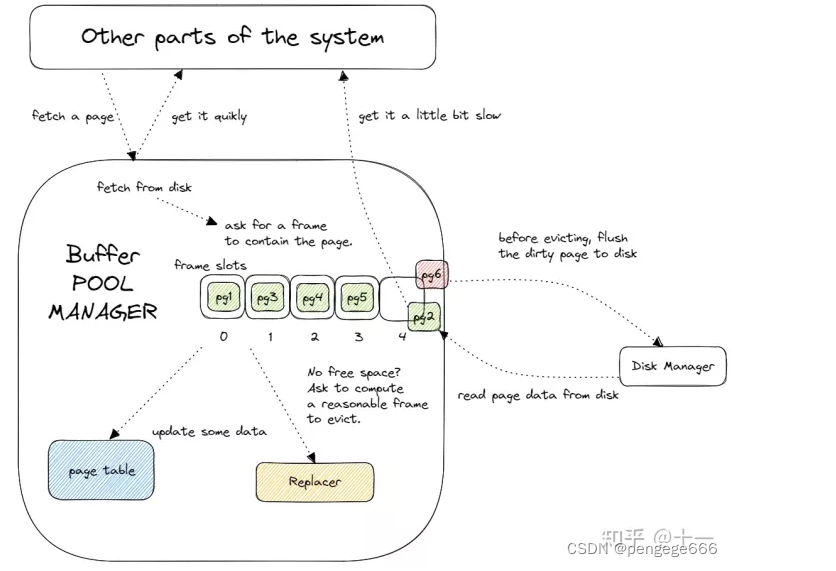 Other parts of the system
fetch a page
get it quikly
get it a little bit slow
fetch from disk
ask for a frame
to contain the page.
before evicting, flush
the dirty page to disk
Buffer
POOL
MANAGER
frame slots
pg6
pg1
pg3
pg4
pg5
pg2
0
1
2
3
4
No free space?
Ask to compute
a reasonable frame
to evict.
Disk Manager
read page data from disk
update some data
page table
Replacer
知乎 @十一
CSDN @pengege666